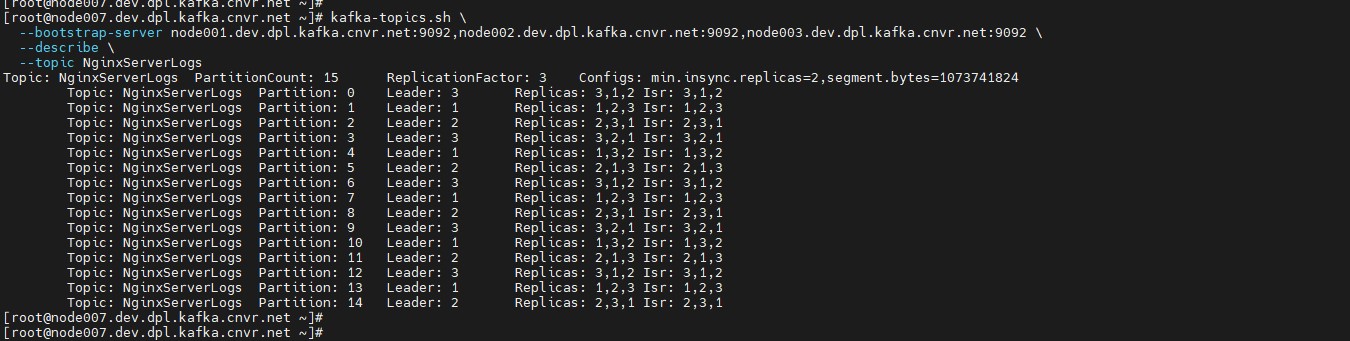 [root@node007.dev.dpl.kafka.cnvr.net ~]#
[root@node007.dev.dpl.kafka.cnvr.net ~]# kafka-topics.sh \
  --bootstrap-server node001.dev.dpl.kafka.cnvr.net:9092,node002.dev.dpl.kafka.cnvr.net:9092,node003.dev.dpl.kafka.cnvr.net:9092 \
  --describe \
  --topic NginxServerLogs
Topic: NginxServerLogs  PartitionCount: 15      ReplicationFactor: 3    Configs: min.insync.replicas=2,segment.bytes=1073741824
        Topic: NginxServerLogs  Partition: 0    Leader: 3       Replicas: 3,1,2 Isr: 3,1,2
        Topic: NginxServerLogs  Partition: 1    Leader: 1       Replicas: 1,2,3 Isr: 1,2,3
        Topic: NginxServerLogs  Partition: 2    Leader: 2       Replicas: 2,3,1 Isr: 2,3,1
        Topic: NginxServerLogs  Partition: 3    Leader: 3       Replicas: 3,2,1 Isr: 3,2,1
        Topic: NginxServerLogs  Partition: 4    Leader: 1       Replicas: 1,3,2 Isr: 1,3,2
        Topic: NginxServerLogs  Partition: 5    Leader: 2       Replicas: 2,1,3 Isr: 2,1,3
        Topic: NginxServerLogs  Partition: 6    Leader: 3       Replicas: 3,1,2 Isr: 3,1,2
        Topic: NginxServerLogs  Partition: 7    Leader: 1       Replicas: 1,2,3 Isr: 1,2,3
        Topic: NginxServerLogs  Partition: 8    Leader: 2       Replicas: 2,3,1 Isr: 2,3,1
        Topic: NginxServerLogs  Partition: 9    Leader: 3       Replicas: 3,2,1 Isr: 3,2,1
        Topic: NginxServerLogs  Partition: 10   Leader: 1       Replicas: 1,3,2 Isr: 1,3,2
        Topic: NginxServerLogs  Partition: 11   Leader: 2       Replicas: 2,1,3 Isr: 2,1,3
        Topic: NginxServerLogs  Partition: 12   Leader: 3       Replicas: 3,1,2 Isr: 3,1,2
        Topic: NginxServerLogs  Partition: 13   Leader: 1       Replicas: 1,2,3 Isr: 1,2,3
        Topic: NginxServerLogs  Partition: 14   Leader: 2       Replicas: 2,3,1 Isr: 2,3,1
[root@node007.dev.dpl.kafka.cnvr.net ~]#
[root@node007.dev.dpl.kafka.cnvr.net ~]#